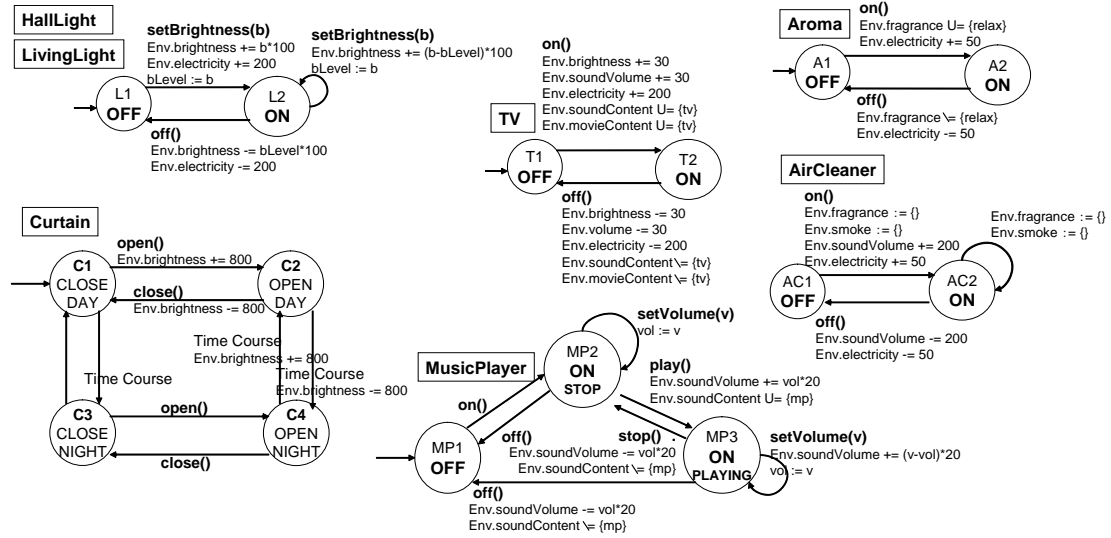 HallLight
LivingLight
setBrightness(b)
Env.brightness += b*100
Env.electricity += 200
bLevel := b
setBrightness(b)
Env.brightness += (b-bLevel)*100
bLevel := b
L1
OFF
L2
ON
off()
Env.brightness -= bLevel*100
Env.electricity -= 200
TV
on()
Env.brightness += 30
Env.soundVolume += 30
Env.electricity += 200
Env.soundContent U= {tv}
Env.movieContent U= {tv}
T1
OFF
T2
ON
off()
Env.brightness -= 30
Env.volume -= 30
Env.electricity -= 200
Env.soundContent \= {tv}
Env.movieContent \= {tv}
Aroma
on()
Env.fragrance U= {relax}
Env.electricity += 50
A1
OFF
A2
ON
off()
Env.fragrance \= {relax}
Env.electricity -= 50
AirCleaner
on()
Env.fragrance := {}
Env.smoke := {}
Env.soundVolume += 200
Env.electricity += 50
Env.fragrance := {}
Env.smoke := {}
AC1
OFF
AC2
ON
off()
Env.soundVolume -= 200
Env.electricity -= 50
Curtain
open()
Env.brightness += 800
C1
CLOSE
DAY
C2
OPEN
DAY
close()
Env.brightness -= 800
Time Course
Env.brightness += 800
Time Course
Time Course
Env.brightness -= 800
C3
CLOSE
NIGHT
C4
OPEN
NIGHT
open()
close()
MusicPlayer
setVolume(v)
vol := v
MP2
ON
STOP
play()
Env.soundVolume += vol*20
Env.soundContent U= {mp}
on()
off()
stop()
Env.soundVolume -= vol*20
Env.soundContent \= {mp}
MP1
OFF
MP3
ON
PLAYING
setVolume(v)
Env.soundVolume += (v-vol)*20
vol := v
off()
Env.soundVolume -= vol*20
Env.soundContent \= {mp}